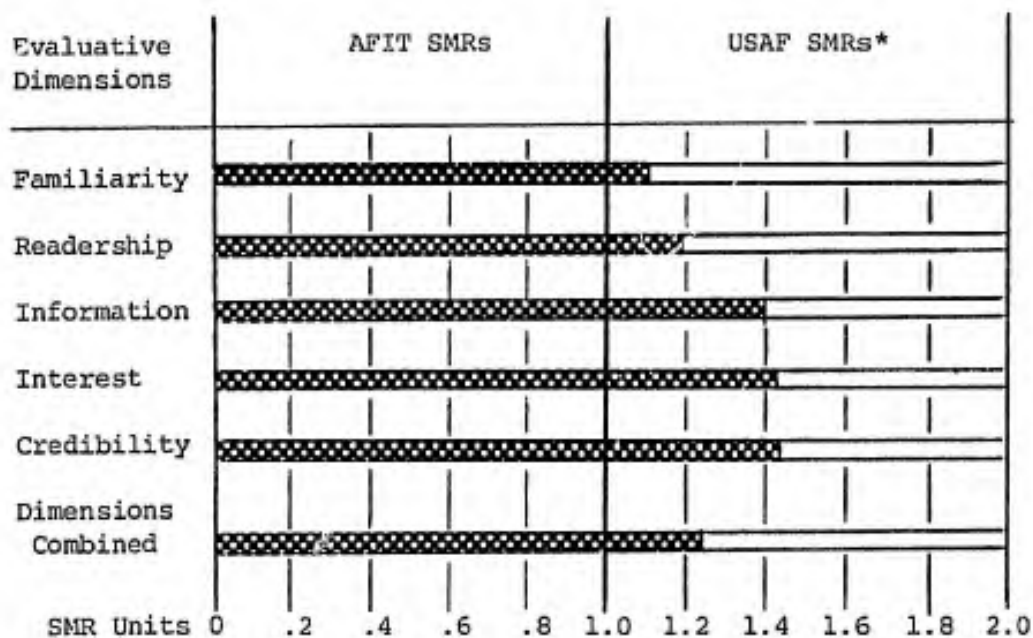 Evaluative Dimensions
AFIT SMRs
USAF SMRs*
Familiarity
Readership
Information
Interest
Credibility
Dimensions
Combined
SMR Units 0 .2 .4 .6 .8 1.0 1.2 1.4 1.6 1.8 2.0